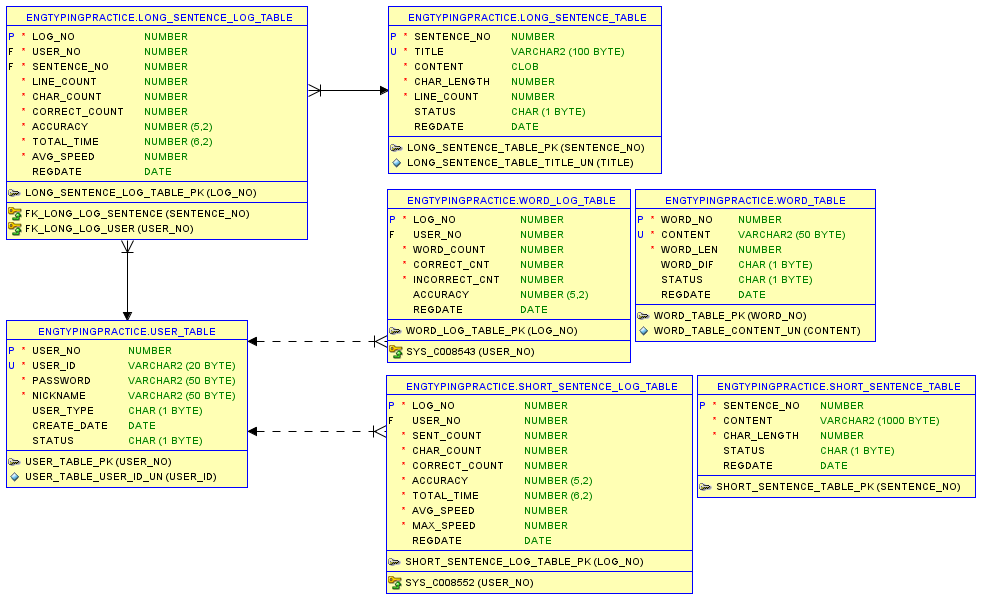 ENGTYPINGPRACTICE.LONG_SENTENCE_LOG_TABLE
P * LOG_NO NUMBER
F * USER_NO NUMBER
F * SENTENCE_NO NUMBER
* LINE_COUNT NUMBER
* CHAR_COUNT NUMBER
* CORRECT_COUNT NUMBER
* ACCURACY NUMBER (5,2)
* TOTAL_TIME NUMBER (6,2)
* AVG_SPEED NUMBER
REGDATE DATE
LONG_SENTENCE_LOG_TABLE_PK (LOG_NO)
FK_LONG_LOG_SENTENCE (SENTENCE_NO)
FK_LONG_LOG_USER (USER_NO)
ENGTYPINGPRACTICE.LONG_SENTENCE_TABLE
P * SENTENCE_NO NUMBER
U * TITLE VARCHAR2 (100 BYTE)
* CONTENT CLOB
* CHAR_LENGTH NUMBER
* LINE_COUNT NUMBER
STATUS CHAR (1 BYTE)
REGDATE DATE
LONG_SENTENCE_TABLE_PK (SENTENCE_NO)
LONG_SENTENCE_TABLE_TITLE_UN (TITLE)
ENGTYPINGPRACTICE.WORD_LOG_TABLE
P * LOG_NO NUMBER
F USER_NO NUMBER
* WORD_COUNT NUMBER
* CORRECT_CNT NUMBER
* INCORRECT_CNT NUMBER
ACCURACY NUMBER (5,2)
REGDATE DATE
WORD_LOG_TABLE_PK (LOG_NO)
SYS_C008543 (USER_NO)
ENGTYPINGPRACTICE.WORD_TABLE
P * WORD_NO NUMBER
U * CONTENT VARCHAR2 (50 BYTE)
* WORD_LEN NUMBER
WORD_DIF CHAR (1 BYTE)
STATUS CHAR (1 BYTE)
REGDATE DATE
WORD_TABLE_PK (WORD_NO)
WORD_TABLE_CONTENT_UN (CONTENT)
ENGTYPINGPRACTICE.USER_TABLE
P * USER_NO NUMBER
U * USER_ID VARCHAR2 (20 BYTE)
* PASSWORD VARCHAR2 (50 BYTE)
* NICKNAME VARCHAR2 (50 BYTE)
USER_TYPE CHAR (1 BYTE)
CREATE_DATE DATE
STATUS CHAR (1 BYTE)
USER_TABLE_PK (USER_NO)
USER_TABLE_USER_ID_UN (USER_ID)
ENGTYPINGPRACTICE.SHORT_SENTENCE_LOG_TABLE
P * LOG_NO NUMBER
F USER_NO NUMBER
* SENT_COUNT NUMBER
* CHAR_COUNT NUMBER
* CORRECT_COUNT NUMBER
* ACCURACY NUMBER (5,2)
* TOTAL_TIME NUMBER (6,2)
* AVG_SPEED NUMBER
* MAX_SPEED NUMBER
REGDATE DATE
SHORT_SENTENCE_LOG_TABLE_PK (LOG_NO)
SYS_C008552 (USER_NO)
ENGTYPINGPRACTICE.SHORT_SENTENCE_TABLE
P * SENTENCE_NO NUMBER
* CONTENT VARCHAR2 (1000 BYTE)
* CHAR_LENGTH NUMBER
STATUS CHAR (1 BYTE)
REGDATE DATE
SHORT_SENTENCE_TABLE_PK (SENTENCE_NO)